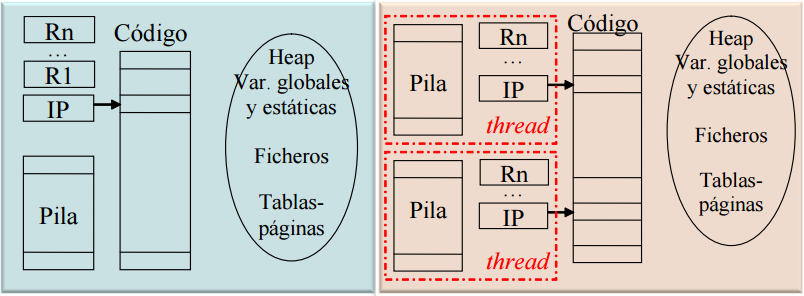 Rn
...
R1
IP
Código
Pila
Heap
Var. globales
y estáticas
Ficheros
Tablas-
páginas
Pila
Rn
...
IP
thread
Pila
Rn
...
IP
thread
Código
Heap
Var. globales
y estáticas
Ficheros
Tablas-
páginas